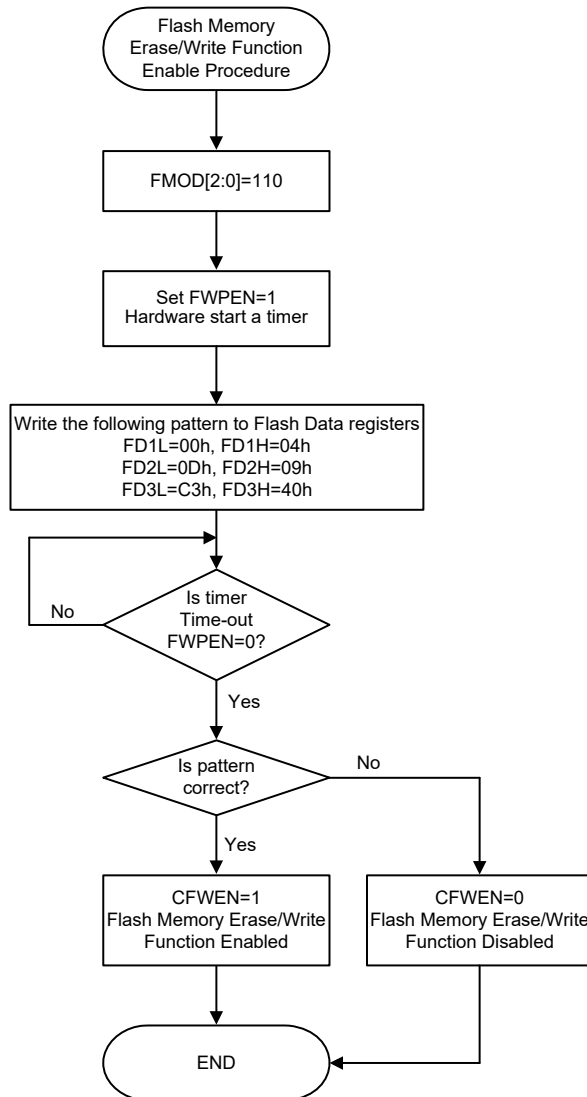 Flash Memory
Erase/Write Function
Enable Procedure
FMOD[2:0]=110
Set FWPEN=1
Hardware start a timer
Write the following pattern to Flash Data registers
FD1L=00h, FD1H=04h
FD2L=0Dh, FD2H=09h
FD3L=C3h, FD3H=40h
Is timer
Time-out
FWPEN=0?
No
Yes
Is pattern
correct?
No
Yes
CFWEN=1
Flash Memory Erase/Write
Function Enabled
CFWEN=0
Flash Memory Erase/Write
Function Disabled
END